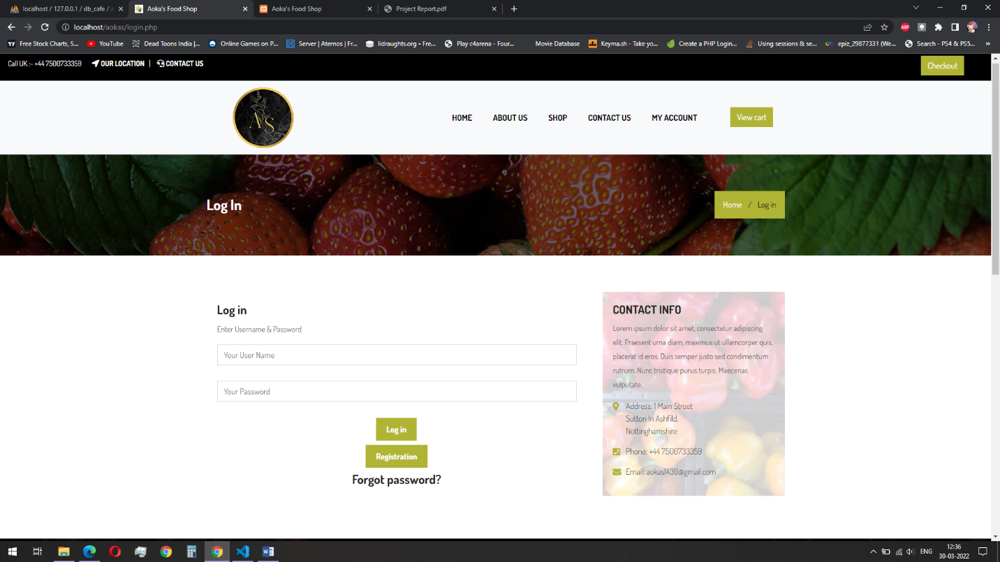 localhost / 127.0.0.1 / db_cafe / a
Aoka's Food Shop
Aoka's Food Shop
Project Report.pdf
localhost/aokas/login.php
ABP
Free Stock Charts, S...
YouTube
Dead Toons India |...
Online Games on P...
Server | Aternos | Fr...
lidraughts.org • Free...
Play c4arena - Four...
Movie Database
Keyma.sh - Take yo...
Create a PHP Login...
Using sessions & se...
epiz_29877331 (We...
Search - PS4 & PS5...
»
Call UK :- +44 7500733359
OUR LOCATION
|
CONTACT US
Checkout
AS
HOME
ABOUT US
SHOP
CONTACT US
MY ACCOUNT
View cart
Log In
Home / Log in
Log in
Enter Username & Password
Your User Name
Your Password
Log in
Registration
Forgot password?
CONTACT INFO
Lorem ipsum dolor sit amet, consectetur adipiscing
elit. Praesent urna diam, maximus ut ullamcorper quis,
placerat id eros. Duis semper justo sed condimentum
rutrum. Nunc tristique purus turpis. Maecenas
vulputate.
Address: 1 Main Street
Sutton In Ashfild,
Nottinghamshire
Phone: +44 7500733359
Email: aokas1430@gmail.com
ENG
12:36
30-03-2022